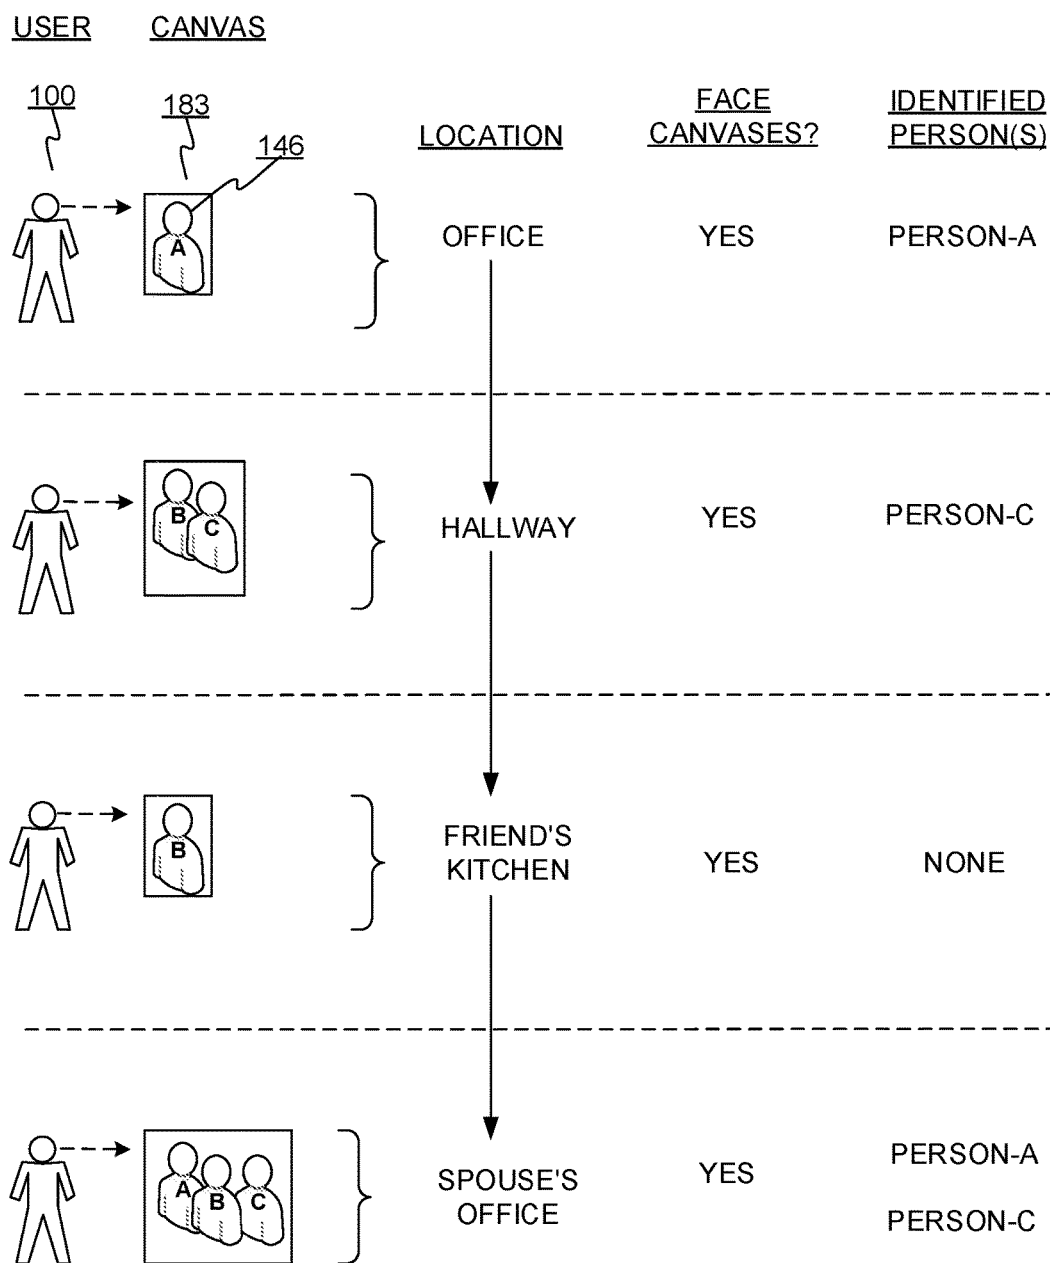 USER
CANVAS
100
183
146
LOCATION
FACE
CANVASES?
IDENTIFIED
PERSON(S)
A
OFFICE
YES
PERSON-A
B
C
HALLWAY
YES
PERSON-C
B
FRIEND'S
KITCHEN
YES
NONE
A
B
C
SPOUSE'S
OFFICE
YES
PERSON-A
PERSON-C